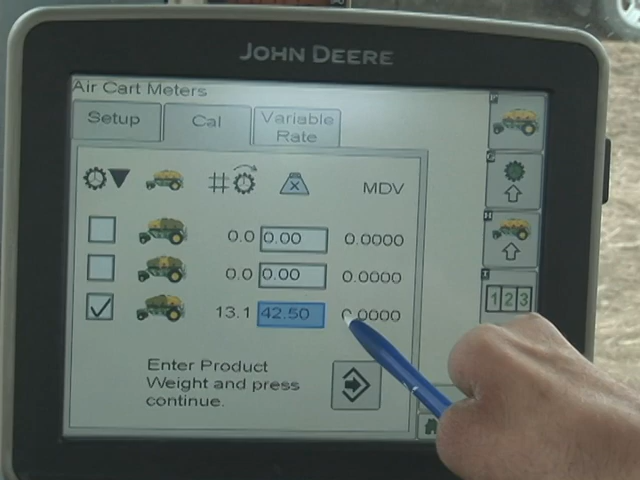 JOHN DEERE
Air Cart Meters
Setup Cal Variable Rate
# MDV
0.0 0.00 0.0000
0.0 0.00 0.0000
13.1 42.50 0.0000
123
Enter Product
Weight and press
continue.